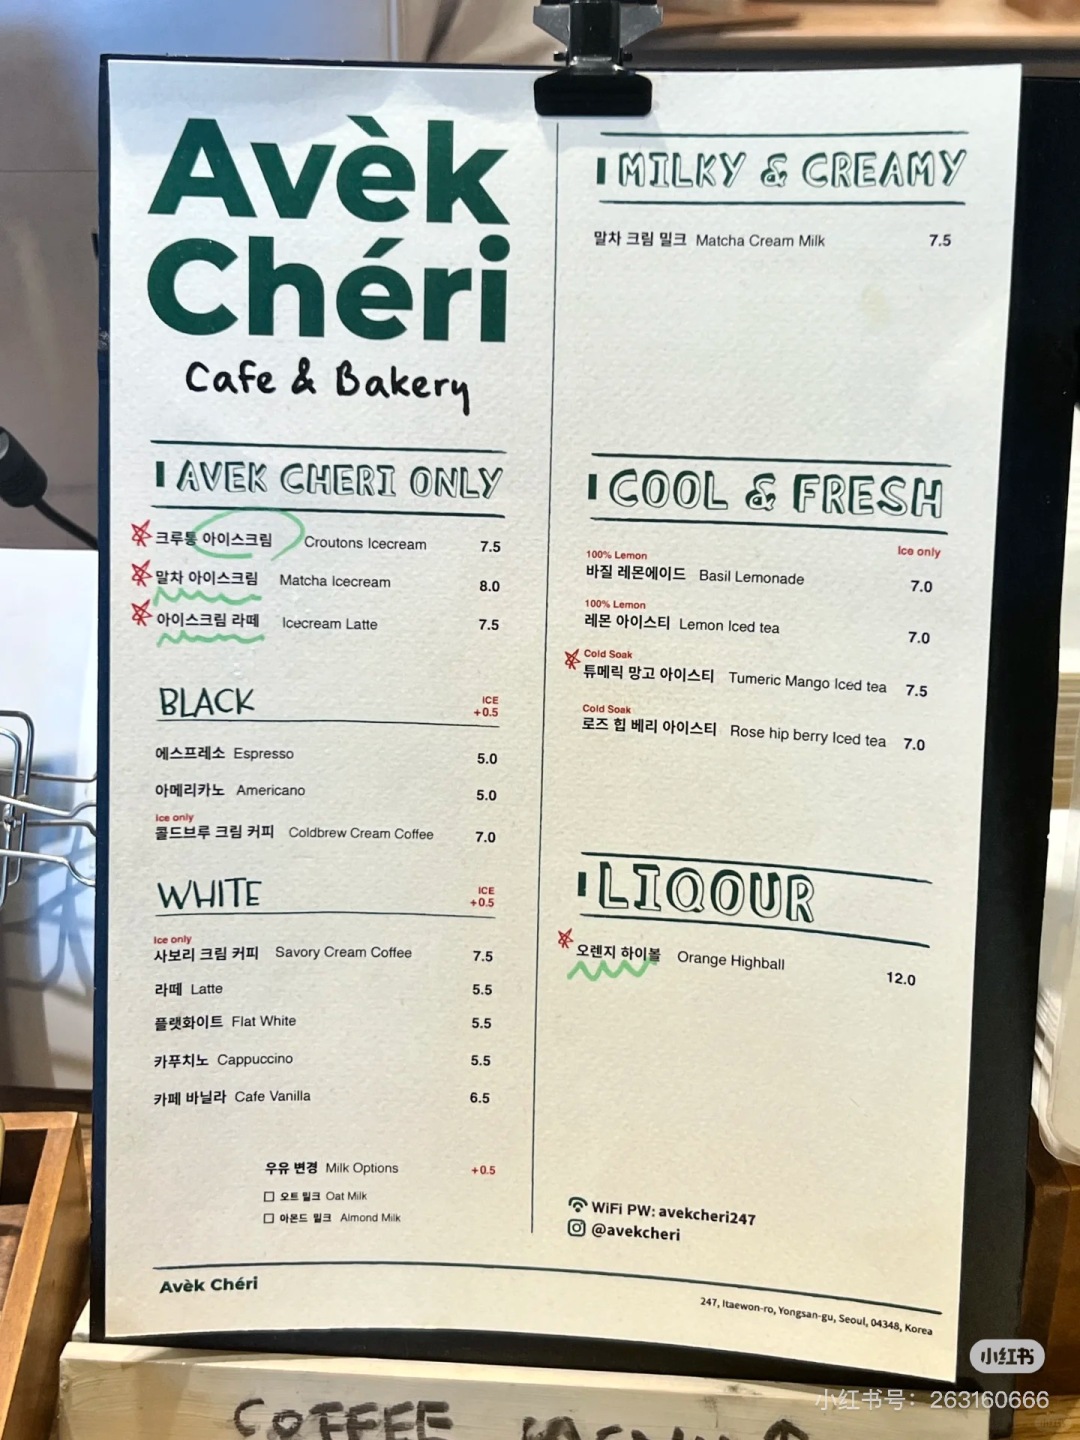 Avèk
Chéri
Cafe & Bakery
AVEK CHERI ONLY
크루통 아이스크림 Croutons Icecream 7.5
말차 아이스크림 Matcha Icecream 8.0
아이스크림 라떼 Icecream Latte 7.5
BLACK ICE +0.5
에스프레소 Espresso 5.0
아메리카노 Americano 5.0
Ice only
콜드브루 크림 커피 Coldbrew Cream Coffee 7.0
WHITE ICE +0.5
Ice only
사보리 크림 커피 Savory Cream Coffee 7.5
라떼 Latte 5.5
플랫화이트 Flat White 5.5
카푸치노 Cappuccino 5.5
카페 바닐라 Cafe Vanilla 6.5
우유 변경 Milk Options +0.5
오트 밀크 Oat Milk
아몬드 밀크 Almond Milk
MILKY & CREAMY
말차 크림 밀크 Matcha Cream Milk 7.5
COOL & FRESH
Ice only
100% Lemon
바질 레몬에이드 Basil Lemonade 7.0
100% Lemon
레몬 아이스티 Lemon Iced tea 7.0
Cold Soak
튜메릭 망고 아이스티 Tumeric Mango Iced tea 7.5
Cold Soak
로즈 힙 베리 아이스티 Rose hip berry Iced tea 7.0
LIQOUR
오렌지 하이볼 Orange Highball 12.0
WiFi PW: avekcheri247
@avekcheri
Avèk Chéri
247, Itaewon-ro, Yongsan-gu, Seoul, 04348, Korea
小红书
小红书号：263160666
COFFEE